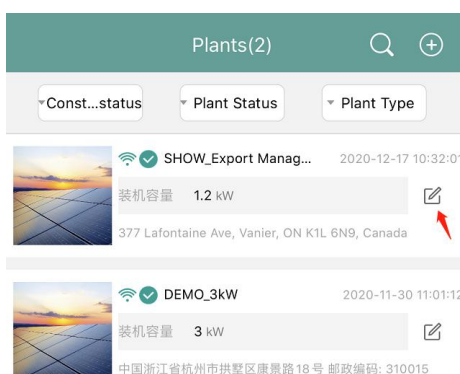 Plants(2)
Const...status Plant Status Plant Type
SHOW_Export Manag... 2020-12-17 10:32:01
装机容量 1.2 kW
377 Lafontaine Ave, Vanier, ON K1L 6N9, Canada
DEMO_3kW 2020-11-30 11:01:12
装机容量 3 kW
中国浙江省杭州市拱墅区康景路18号 邮政编码: 310015